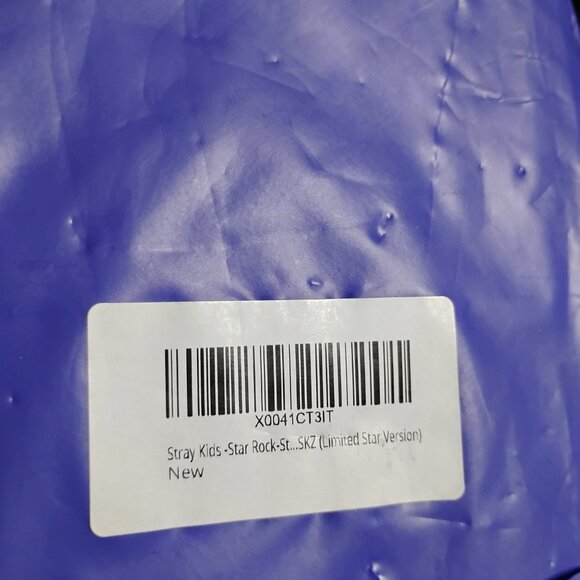 X0041CT3IT
Stray Kids -Star Rock-St...SKZ (Limited Star Version)
New